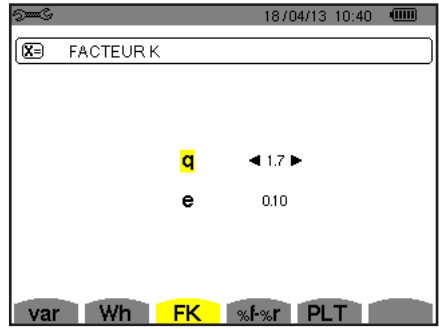 18/04/13 10:40
X= FACTEUR K
q ◄ 1.7 ►
e 0.10
var Wh FK %f-%r PLT